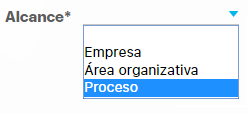 Alcance*
Empresa
Área organizativa
Proceso